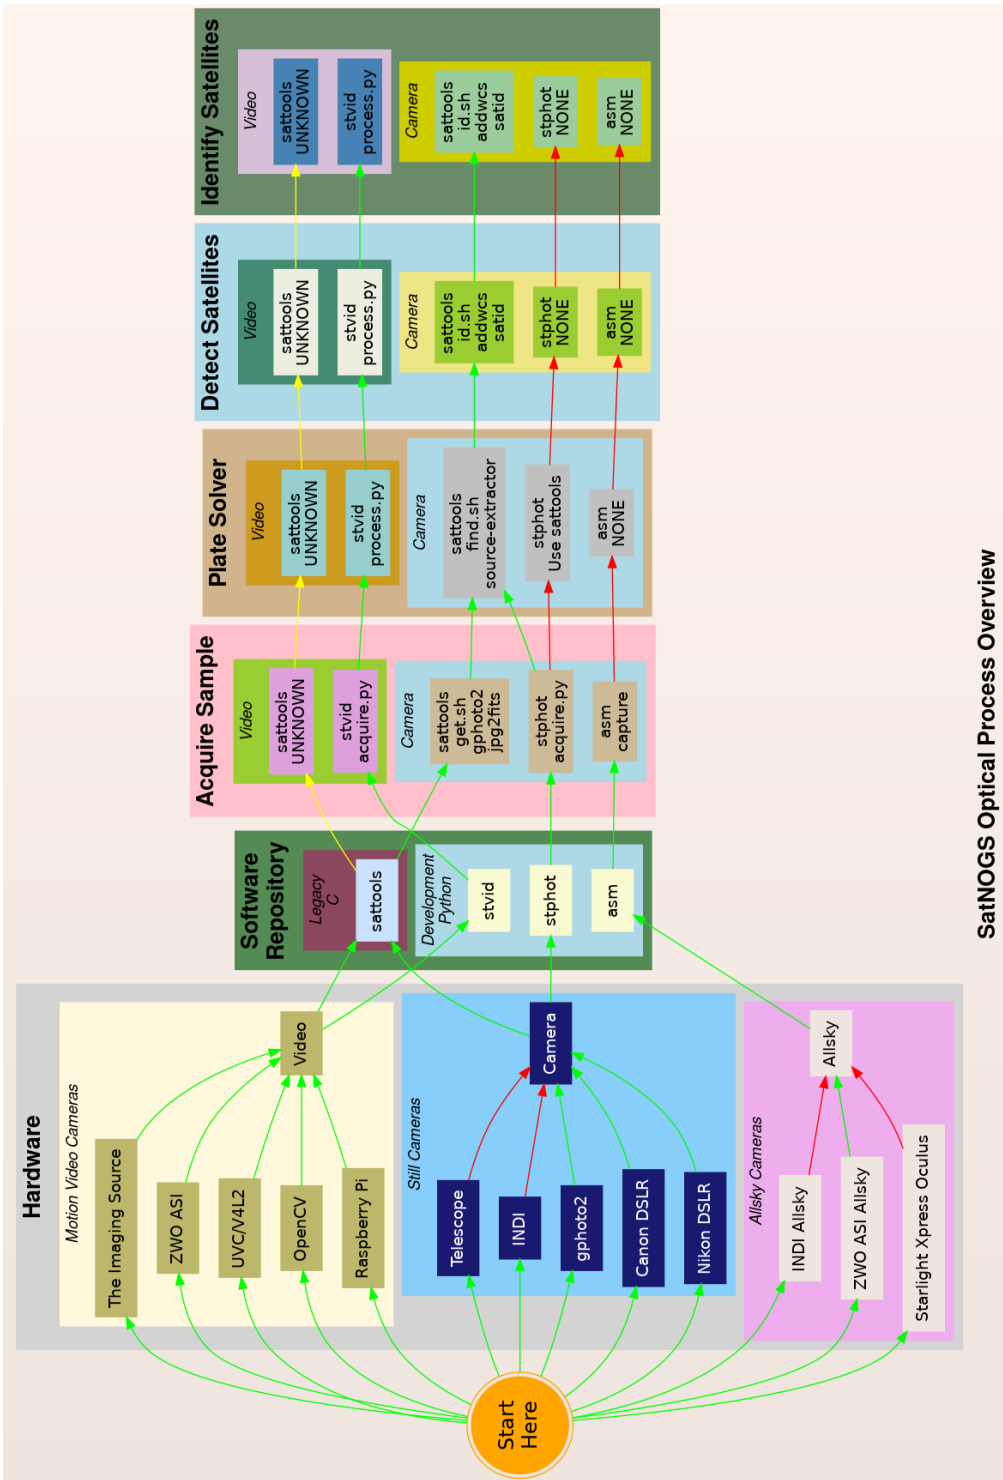 Start
Here
Hardware
Motion Video Cameras
The Imaging Source
ZWO ASI
UVC/V4L2
OpenCV
Raspberry Pi
Video
Still Cameras
Telescope
INDI
gphoto2
Canon DSLR
Nikon DSLR
Camera
Allsky Cameras
INDI Allsky
ZWO ASI Allsky
Starlight Xpress Oculus
Allsky
Software
Repository
Legacy
C
sattools
Development
Python
stvid
stphot
asm
Acquire Sample
Video
sattools
UNKNOWN
stvid
acquire.py
Camera
sattools
get.sh
gphoto2
jpg2fits
stphot
acquire.py
asm
capture
Plate Solver
Video
sattools
UNKNOWN
stvid
process.py
Camera
sattools
find.sh
source-extractor
stphot
Use sattools
asm
NONE
Detect Satellites
Video
sattools
UNKNOWN
stvid
process.py
Camera
sattools
id.sh
addwcs
satid
stphot
NONE
asm
NONE
Identify Satellites
Video
sattools
UNKNOWN
stvid
process.py
Camera
sattools
id.sh
addwcs
satid
stphot
NONE
asm
NONE
SatNOGS Optical Process Overview